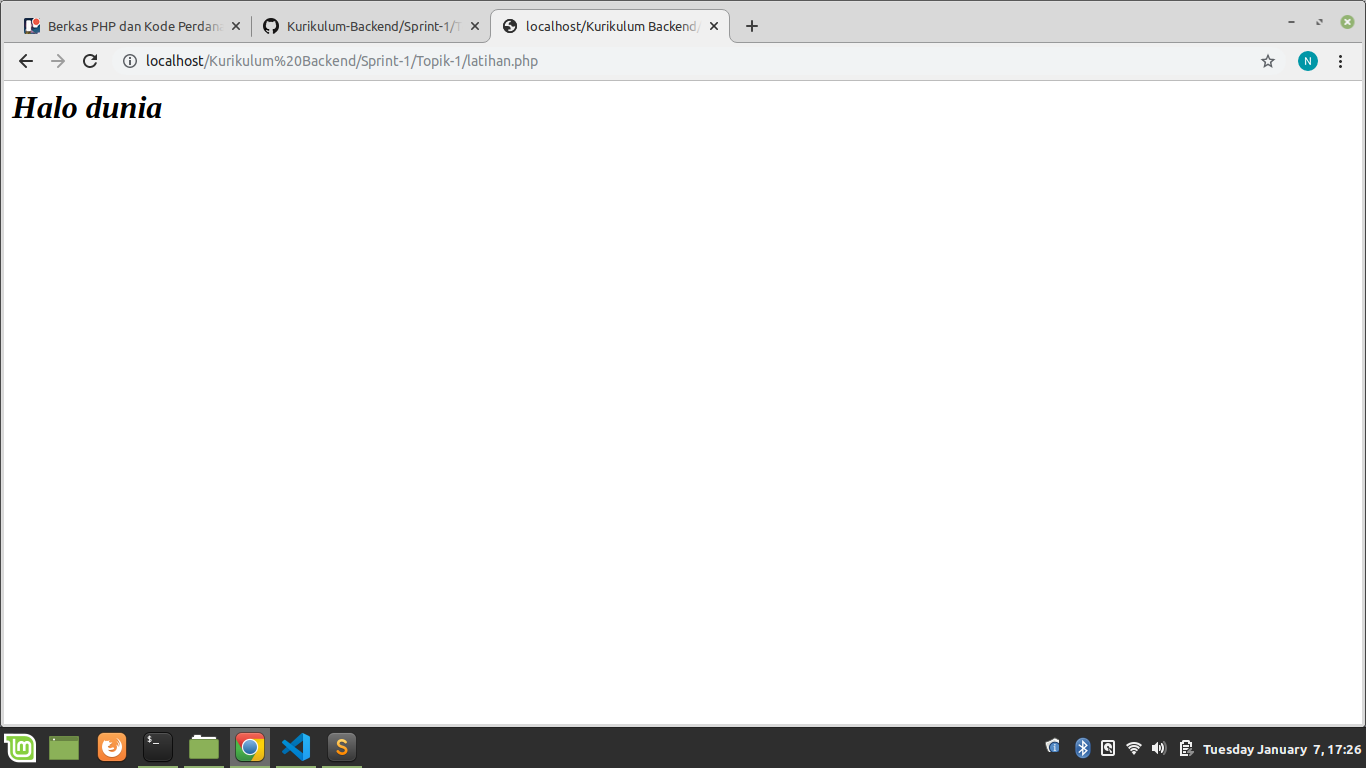 Berkas PHP dan Kode Perdana
Kurikulum-Backend/Sprint-1/T
localhost/Kurikulum Backend/
localhost/Kurikulum%20Backend/Sprint-1/Topik-1/latihan.php
N
Halo dunia
$_
S
Tuesday January 7, 17:26